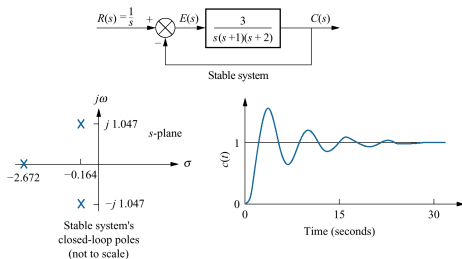 R(s) = 1/s
+
−
E(s)
3
s(s + 1)(s + 2)
C(s)
Stable system
jω
j 1.047
s-plane
σ
−2.672
−0.164
−j 1.047
Stable system's
closed-loop poles
(not to scale)
c(t)
1
0
0
15
30
Time (seconds)